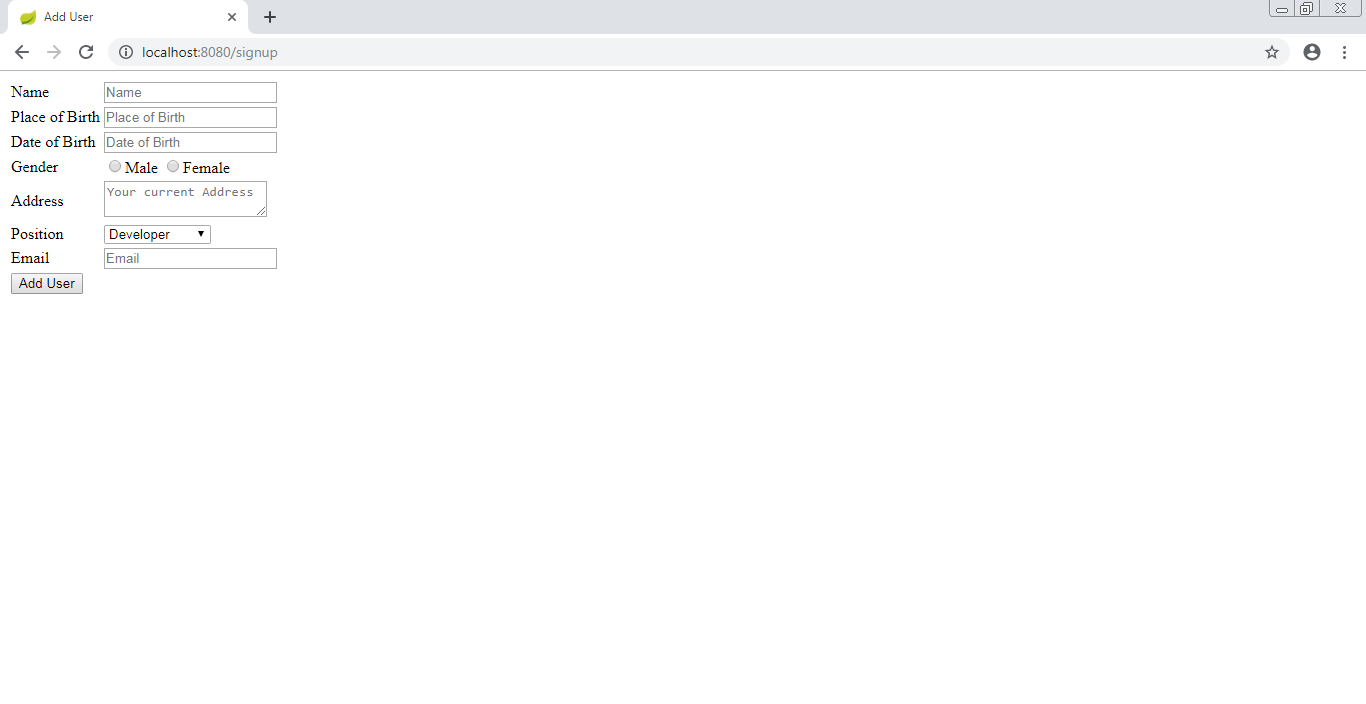 Add User
localhost:8080/signup
Name Name
Place of Birth Place of Birth
Date of Birth Date of Birth
Gender Male Female
Address Your current Address
Position Developer
Email Email
Add User